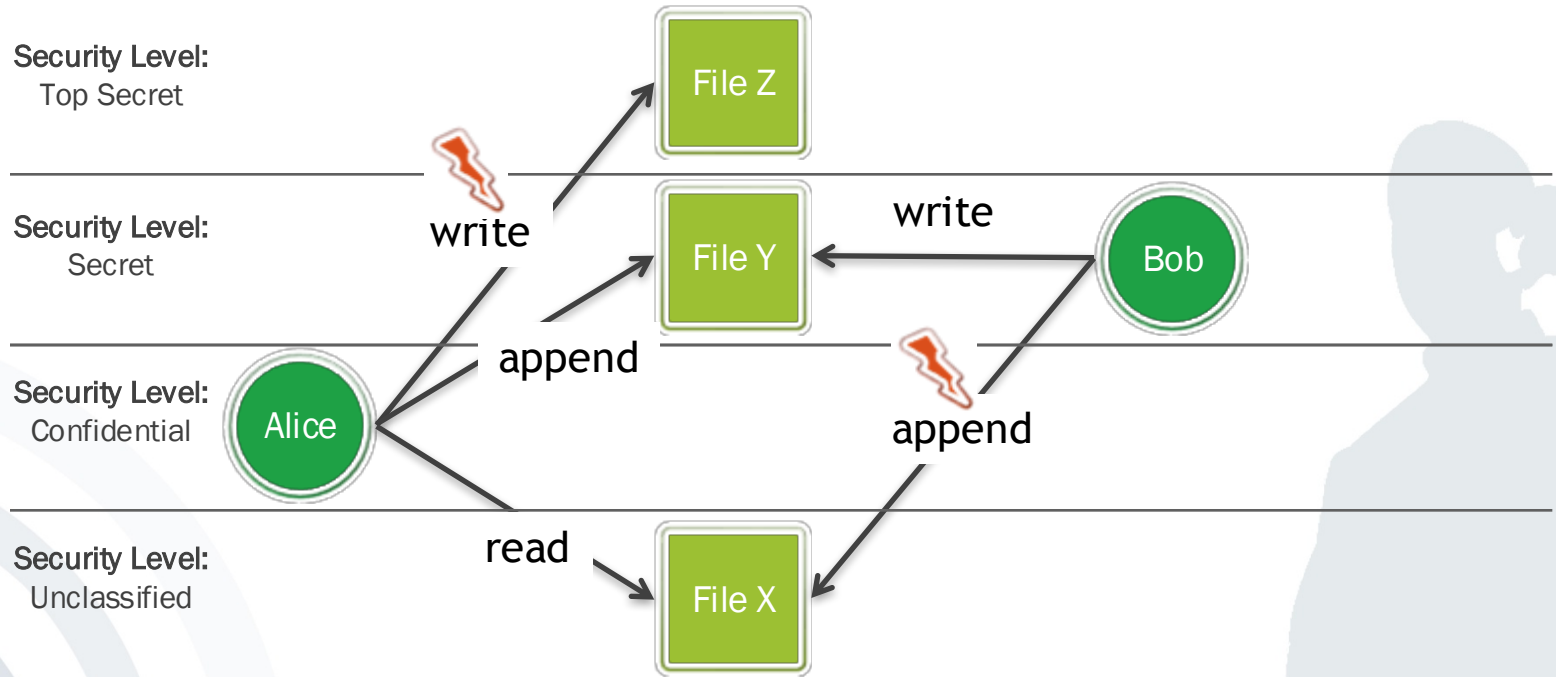 Security Level:
Top Secret
File Z
write
Security Level:
Secret
File Y
write
Bob
append
Security Level:
Confidential
Alice
append
read
Security Level:
Unclassified
File X